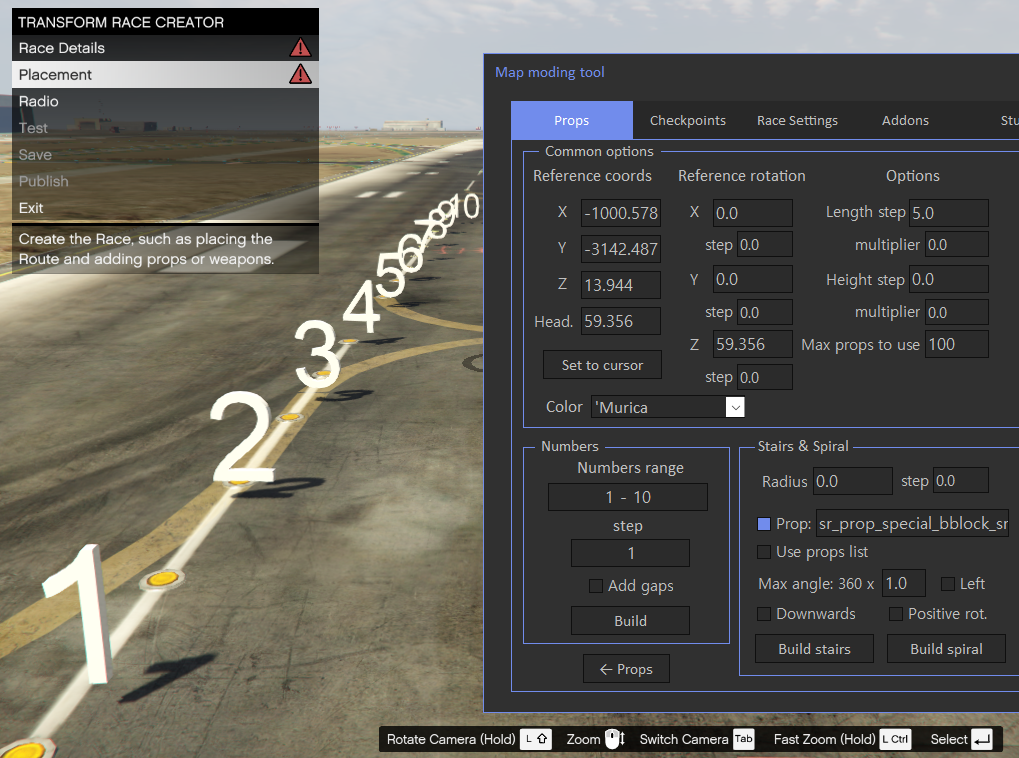 TRANSFORM RACE CREATOR
Race Details
Placement
Radio
Test
Save
Publish
Exit
Create the Race, such as placing the
Route and adding props or weapons.
1
2
3
4
5
6
7
8
9
10
Map moding tool
Props Checkpoints Race Settings Addons Stu
Common options
Reference coords Reference rotation Options
X -1000.578 X 0.0 Length step 5.0
Y -3142.487 step 0.0 multiplier 0.0
Z 13.944 Y 0.0 Height step 0.0
Head. 59.356 step 0.0 multiplier 0.0
Set to cursor Z 59.356 Max props to use 100
step 0.0
Color 'Murica
Numbers
Numbers range
1 - 10
step
1
Add gaps
Build
← Props
Stairs & Spiral
Radius 0.0 step 0.0
Prop: sr_prop_special_bblock_sr
Use props list
Max angle: 360 x 1.0 Left
Downwards Positive rot.
Build stairs Build spiral
Rotate Camera (Hold) L ⇧ Zoom Switch Camera Tab Fast Zoom (Hold) L Ctrl Select ↵